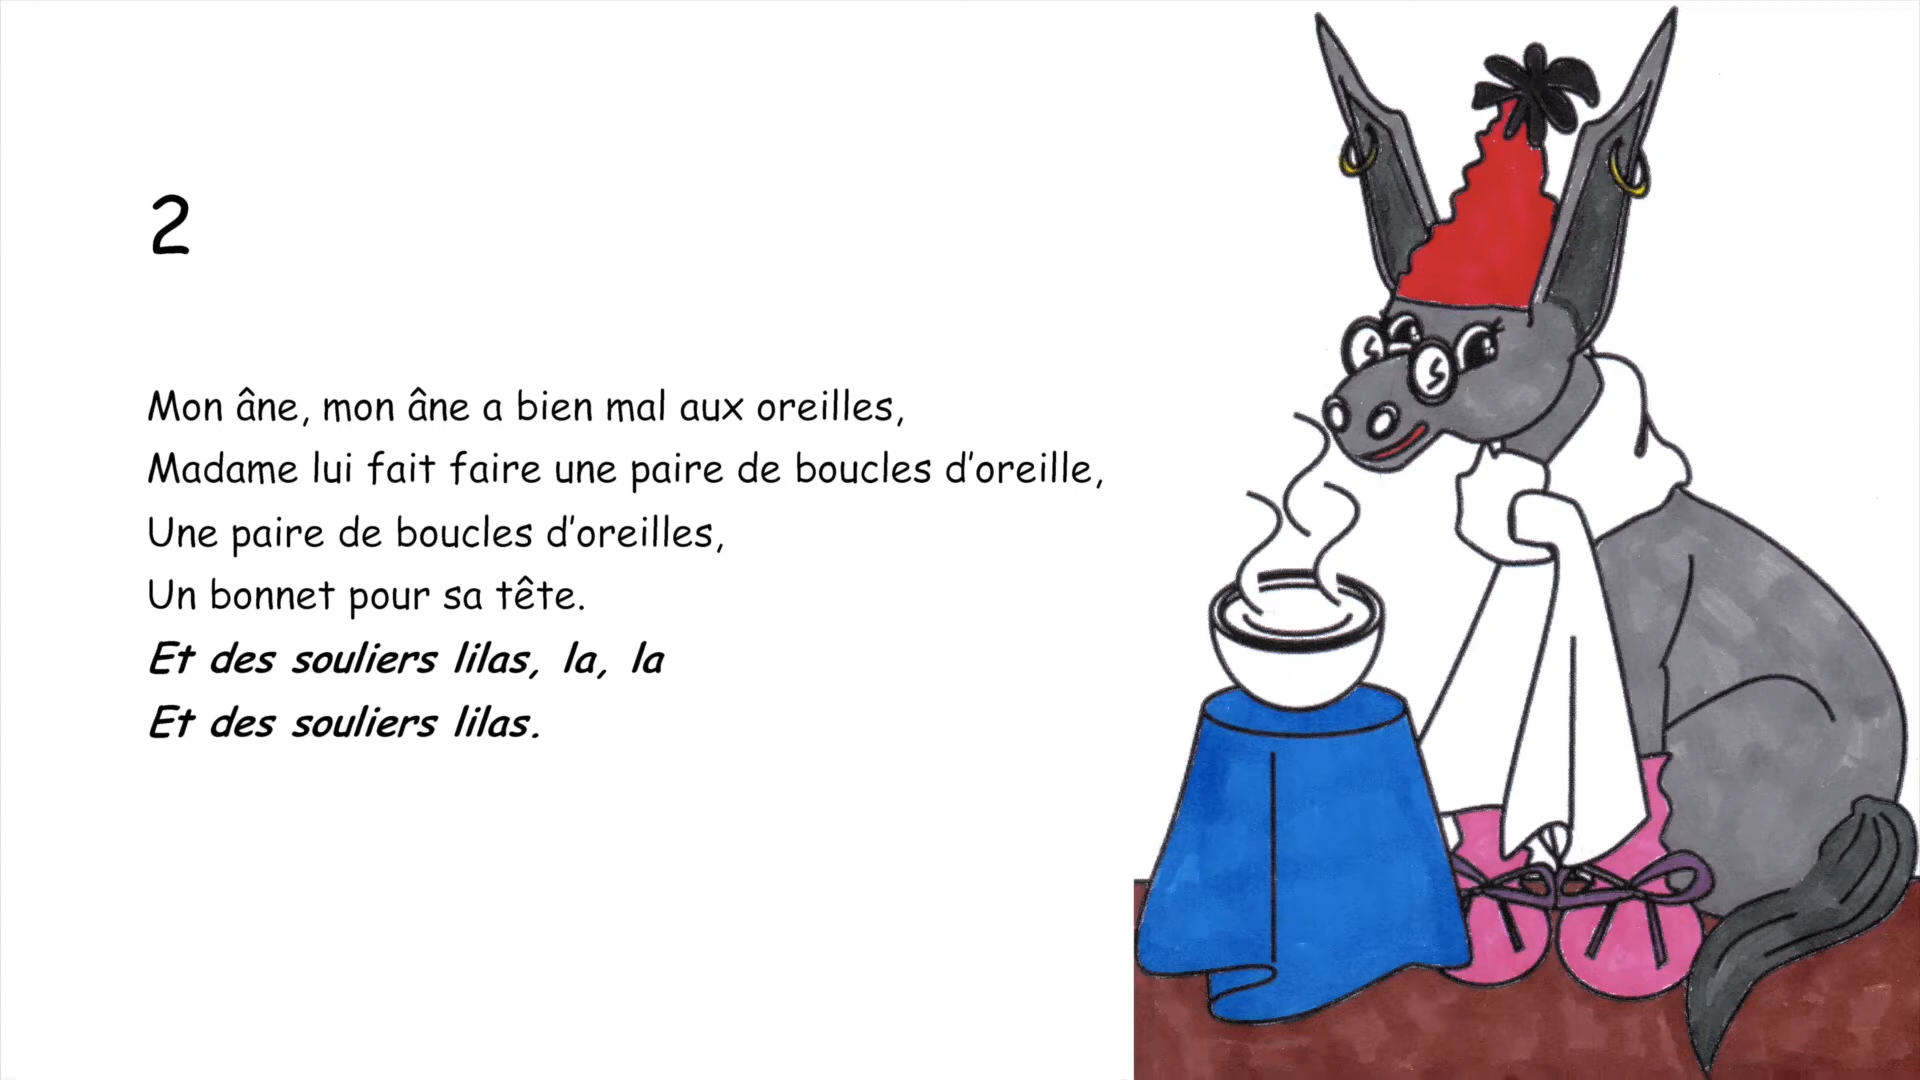 2
Mon âne, mon âne a bien mal aux oreilles,
Madame lui fait faire une paire de boucles d’oreille,
Une paire de boucles d’oreilles,
Un bonnet pour sa tête.
Et des souliers lilas, la, la
Et des souliers lilas.